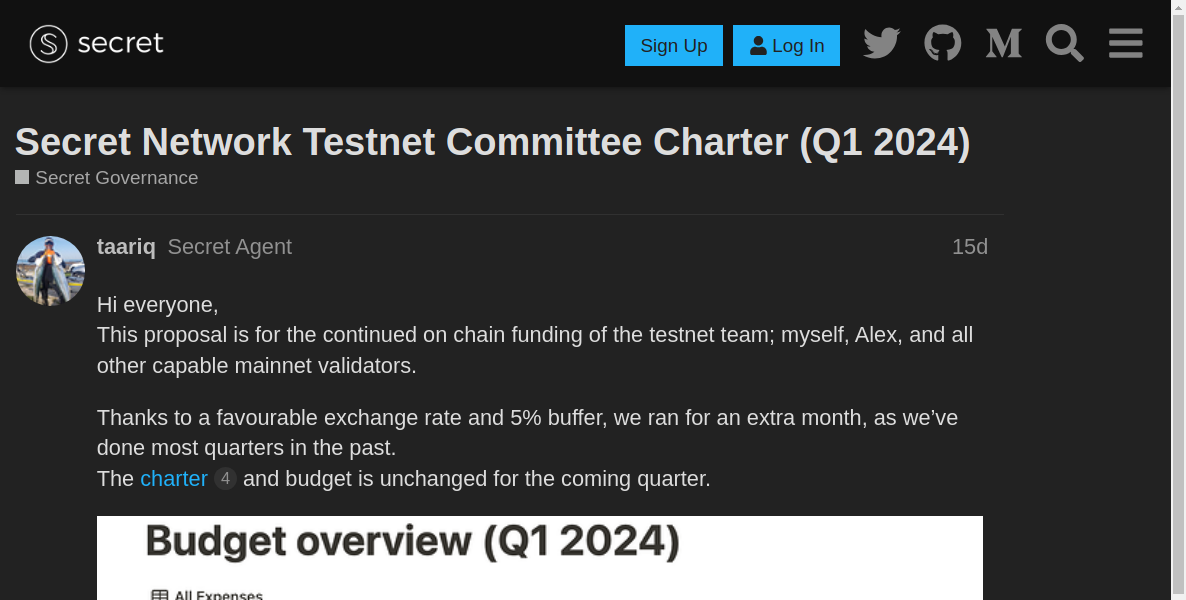 secret
Sign Up
Log In
Secret Network Testnet Committee Charter (Q1 2024)
Secret Governance
taariq Secret Agent 15d
Hi everyone,
This proposal is for the continued on chain funding of the testnet team; myself, Alex, and all
other capable mainnet validators.
Thanks to a favourable exchange rate and 5% buffer, we ran for an extra month, as we’ve
done most quarters in the past.
The charter 4 and budget is unchanged for the coming quarter.
Budget overview (Q1 2024)
All Expenses